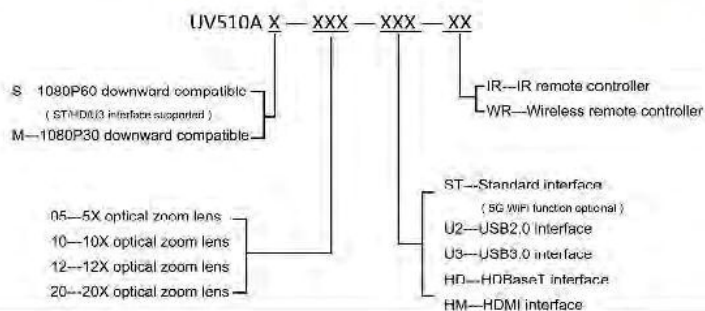 UV510A X — XXX — XXX — XX
S 1080P60 downward compatible
( ST/HD/U3 interface supported )
M---1080P30 downward compatible
IR---IR remote controller
WR---Wireless remote controller
05---5X optical zoom lens
10---10X optical zoom lens
12---12X optical zoom lens
20---20X optical zoom lens
ST---Standard interface
( 5G WiFi function optional )
U2---USB2.0 interface
U3---USB3.0 interface
HD---HDBaseT interface
HM---HDMI interface